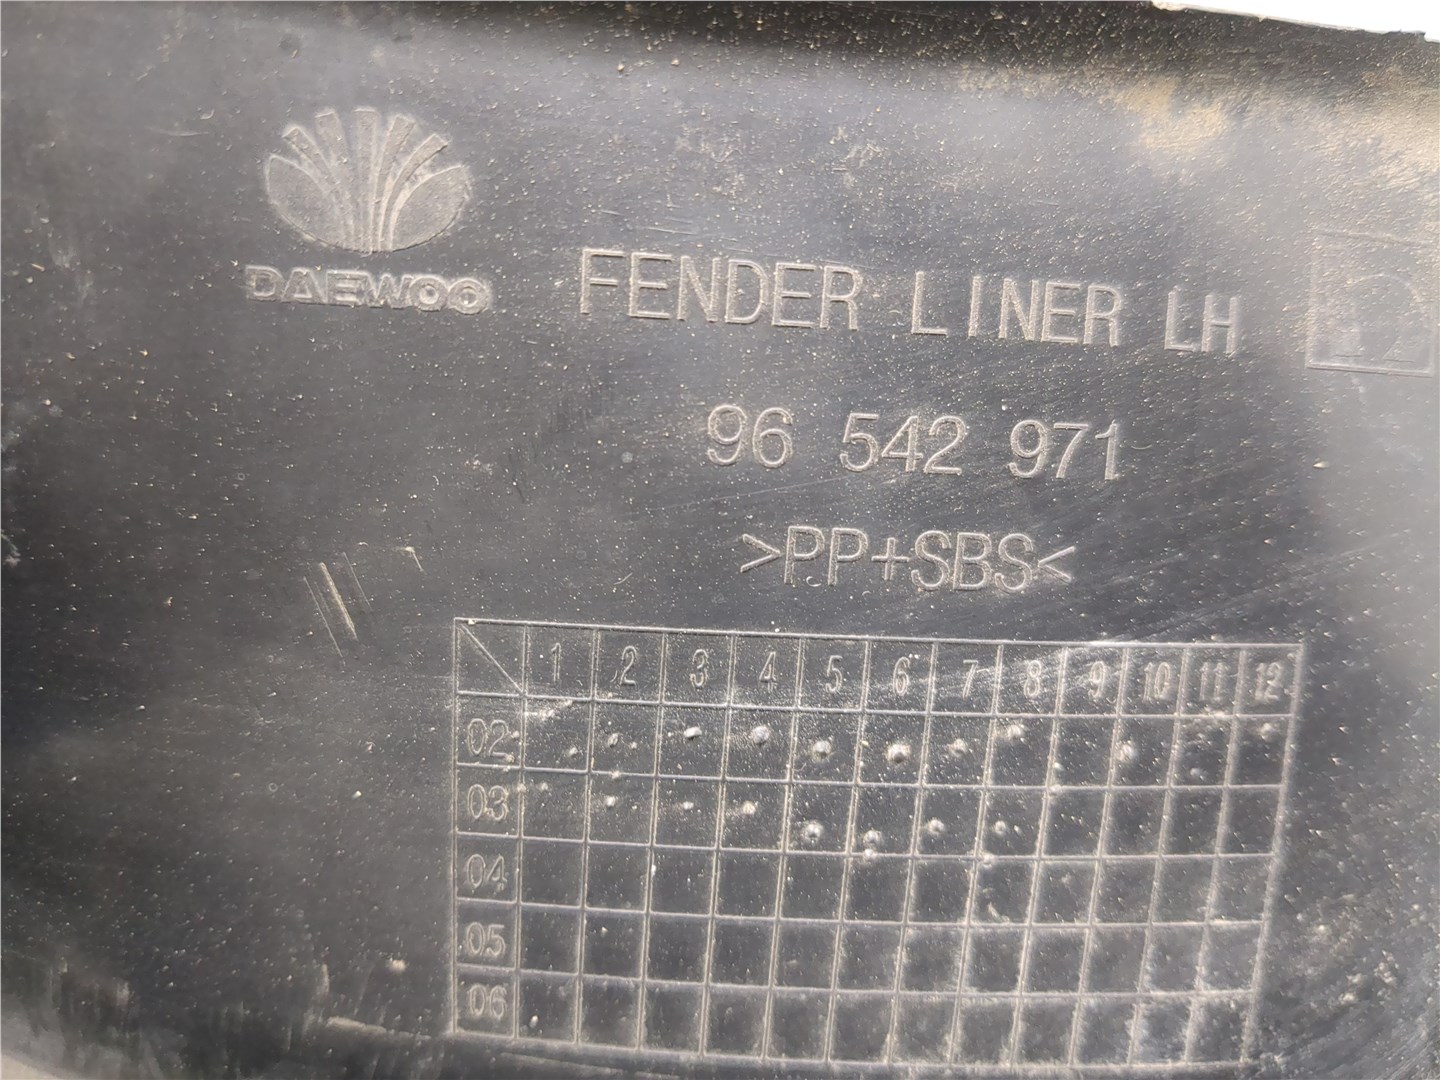 DAEWOO
FENDER LINER LH
96 542 971
>PP+SBS<
1 2 3 4 5 6 7 8 9 10 11 12
02
03
04
05
06